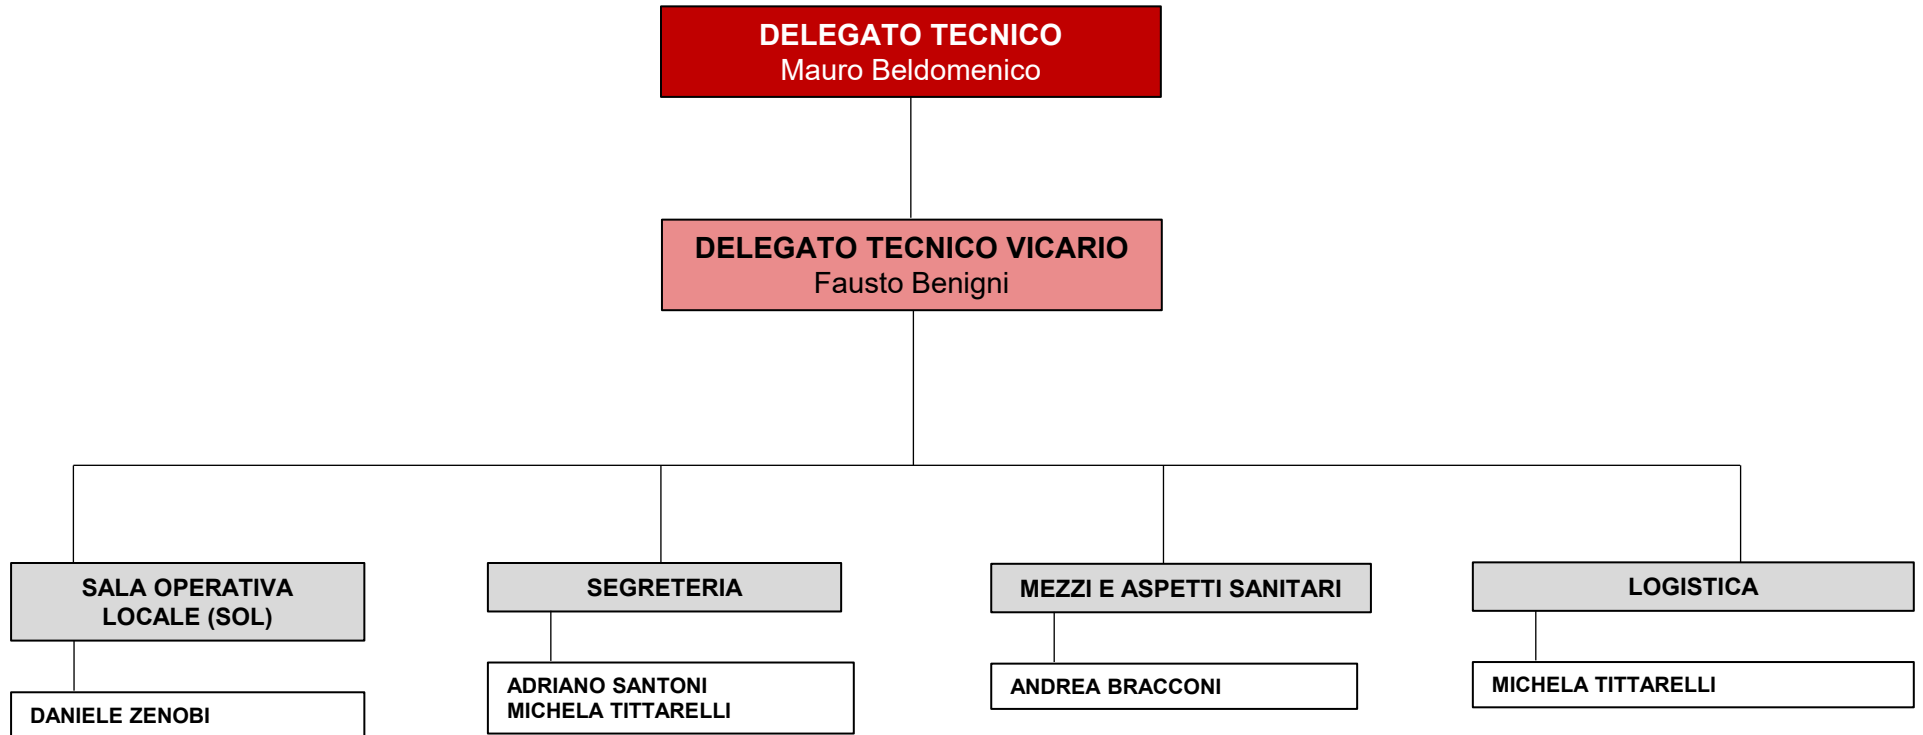 DELEGATO TECNICO
Mauro Beldomenico
DELEGATO TECNICO VICARIO
Fausto Benigni
SALA OPERATIVA
LOCALE (SOL)
DANIELE ZENOBI
SEGRETERIA
ADRIANO SANTONI
MICHELA TITTARELLI
MEZZI E ASPETTI SANITARI
ANDREA BRACCONI
LOGISTICA
MICHELA TITTARELLI